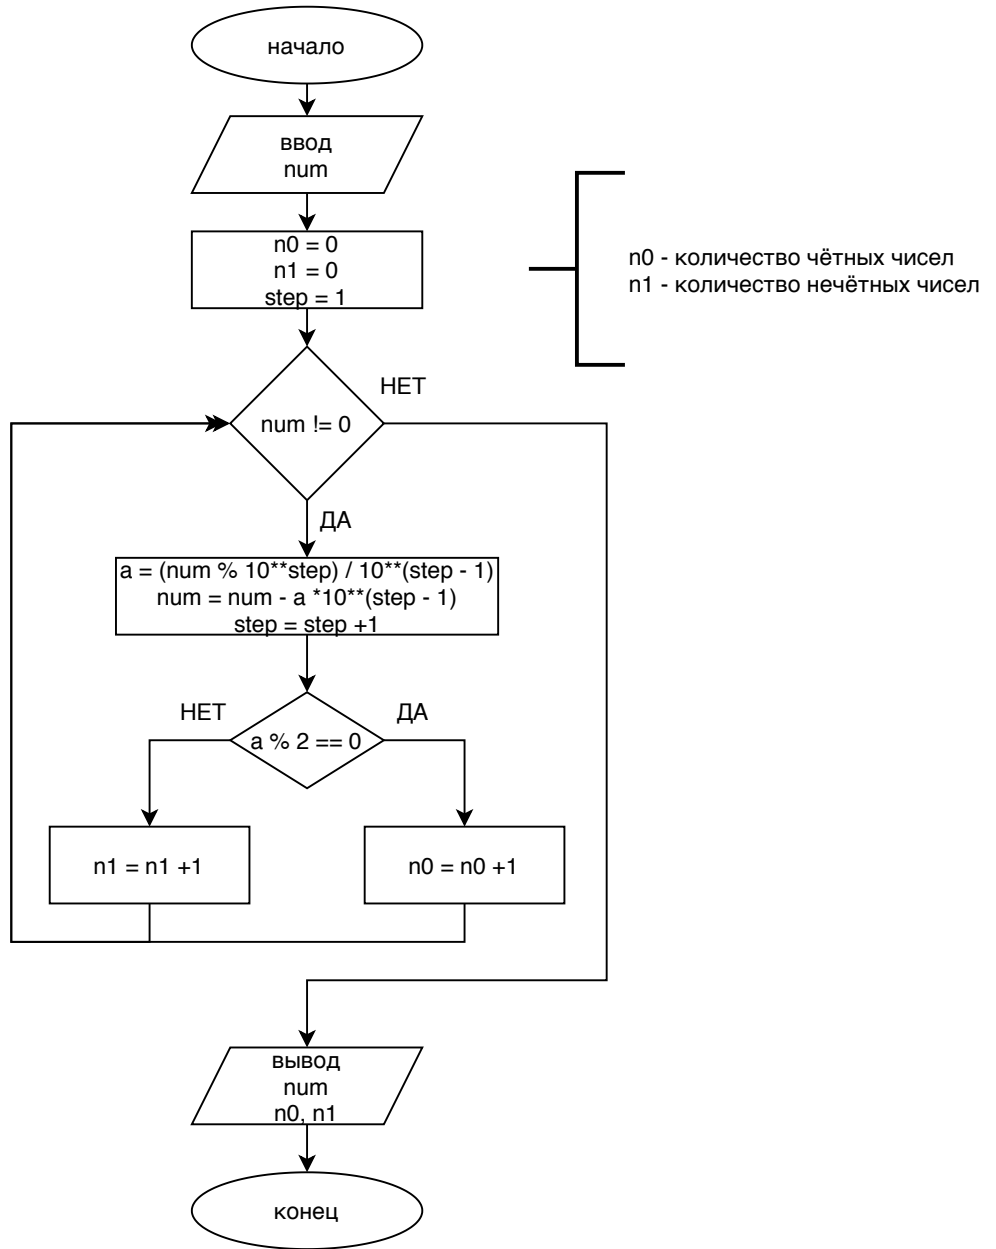 начало
ввод
num
n0 = 0
n1 = 0
step = 1
n0 - количество чётных чисел
n1 - количество нечётных чисел
НЕТ
num != 0
ДА
a = (num % 10**step) / 10**(step - 1)
num = num - a *10**(step - 1)
step = step +1
НЕТ
ДА
a % 2 == 0
n1 = n1 +1
n0 = n0 +1
вывод
num
n0, n1
конец